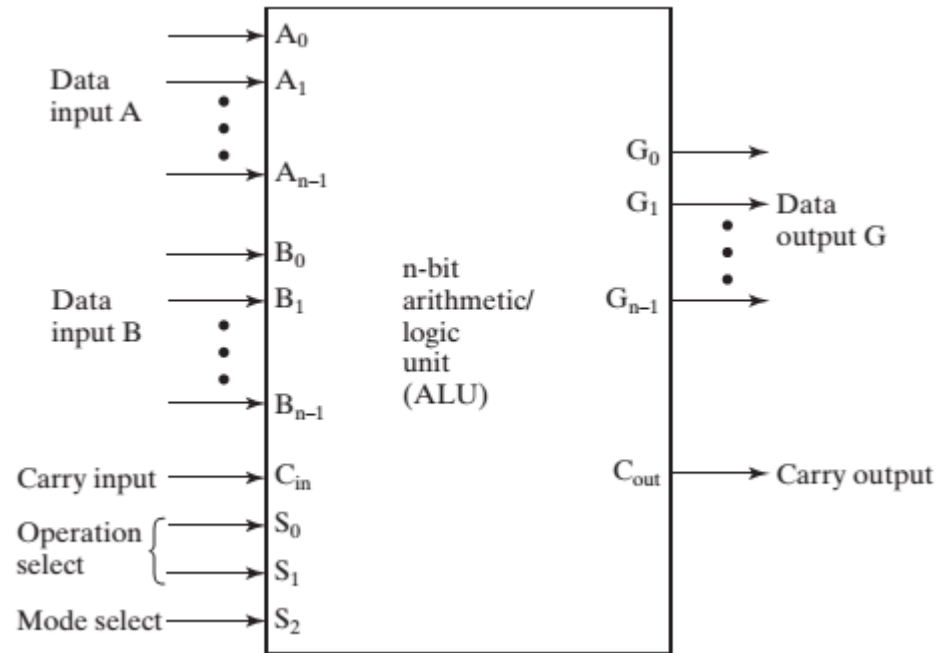 Data
input A
A₀
A₁
Aₙ₋₁
Data
input B
B₀
B₁
Bₙ₋₁
Carry input
Cᵢₙ
Operation
select
S₀
S₁
Mode select
S₂
n-bit
arithmetic/
logic
unit
(ALU)
G₀
G₁
Gₙ₋₁
Data
output G
Cₒᵤₜ
Carry output